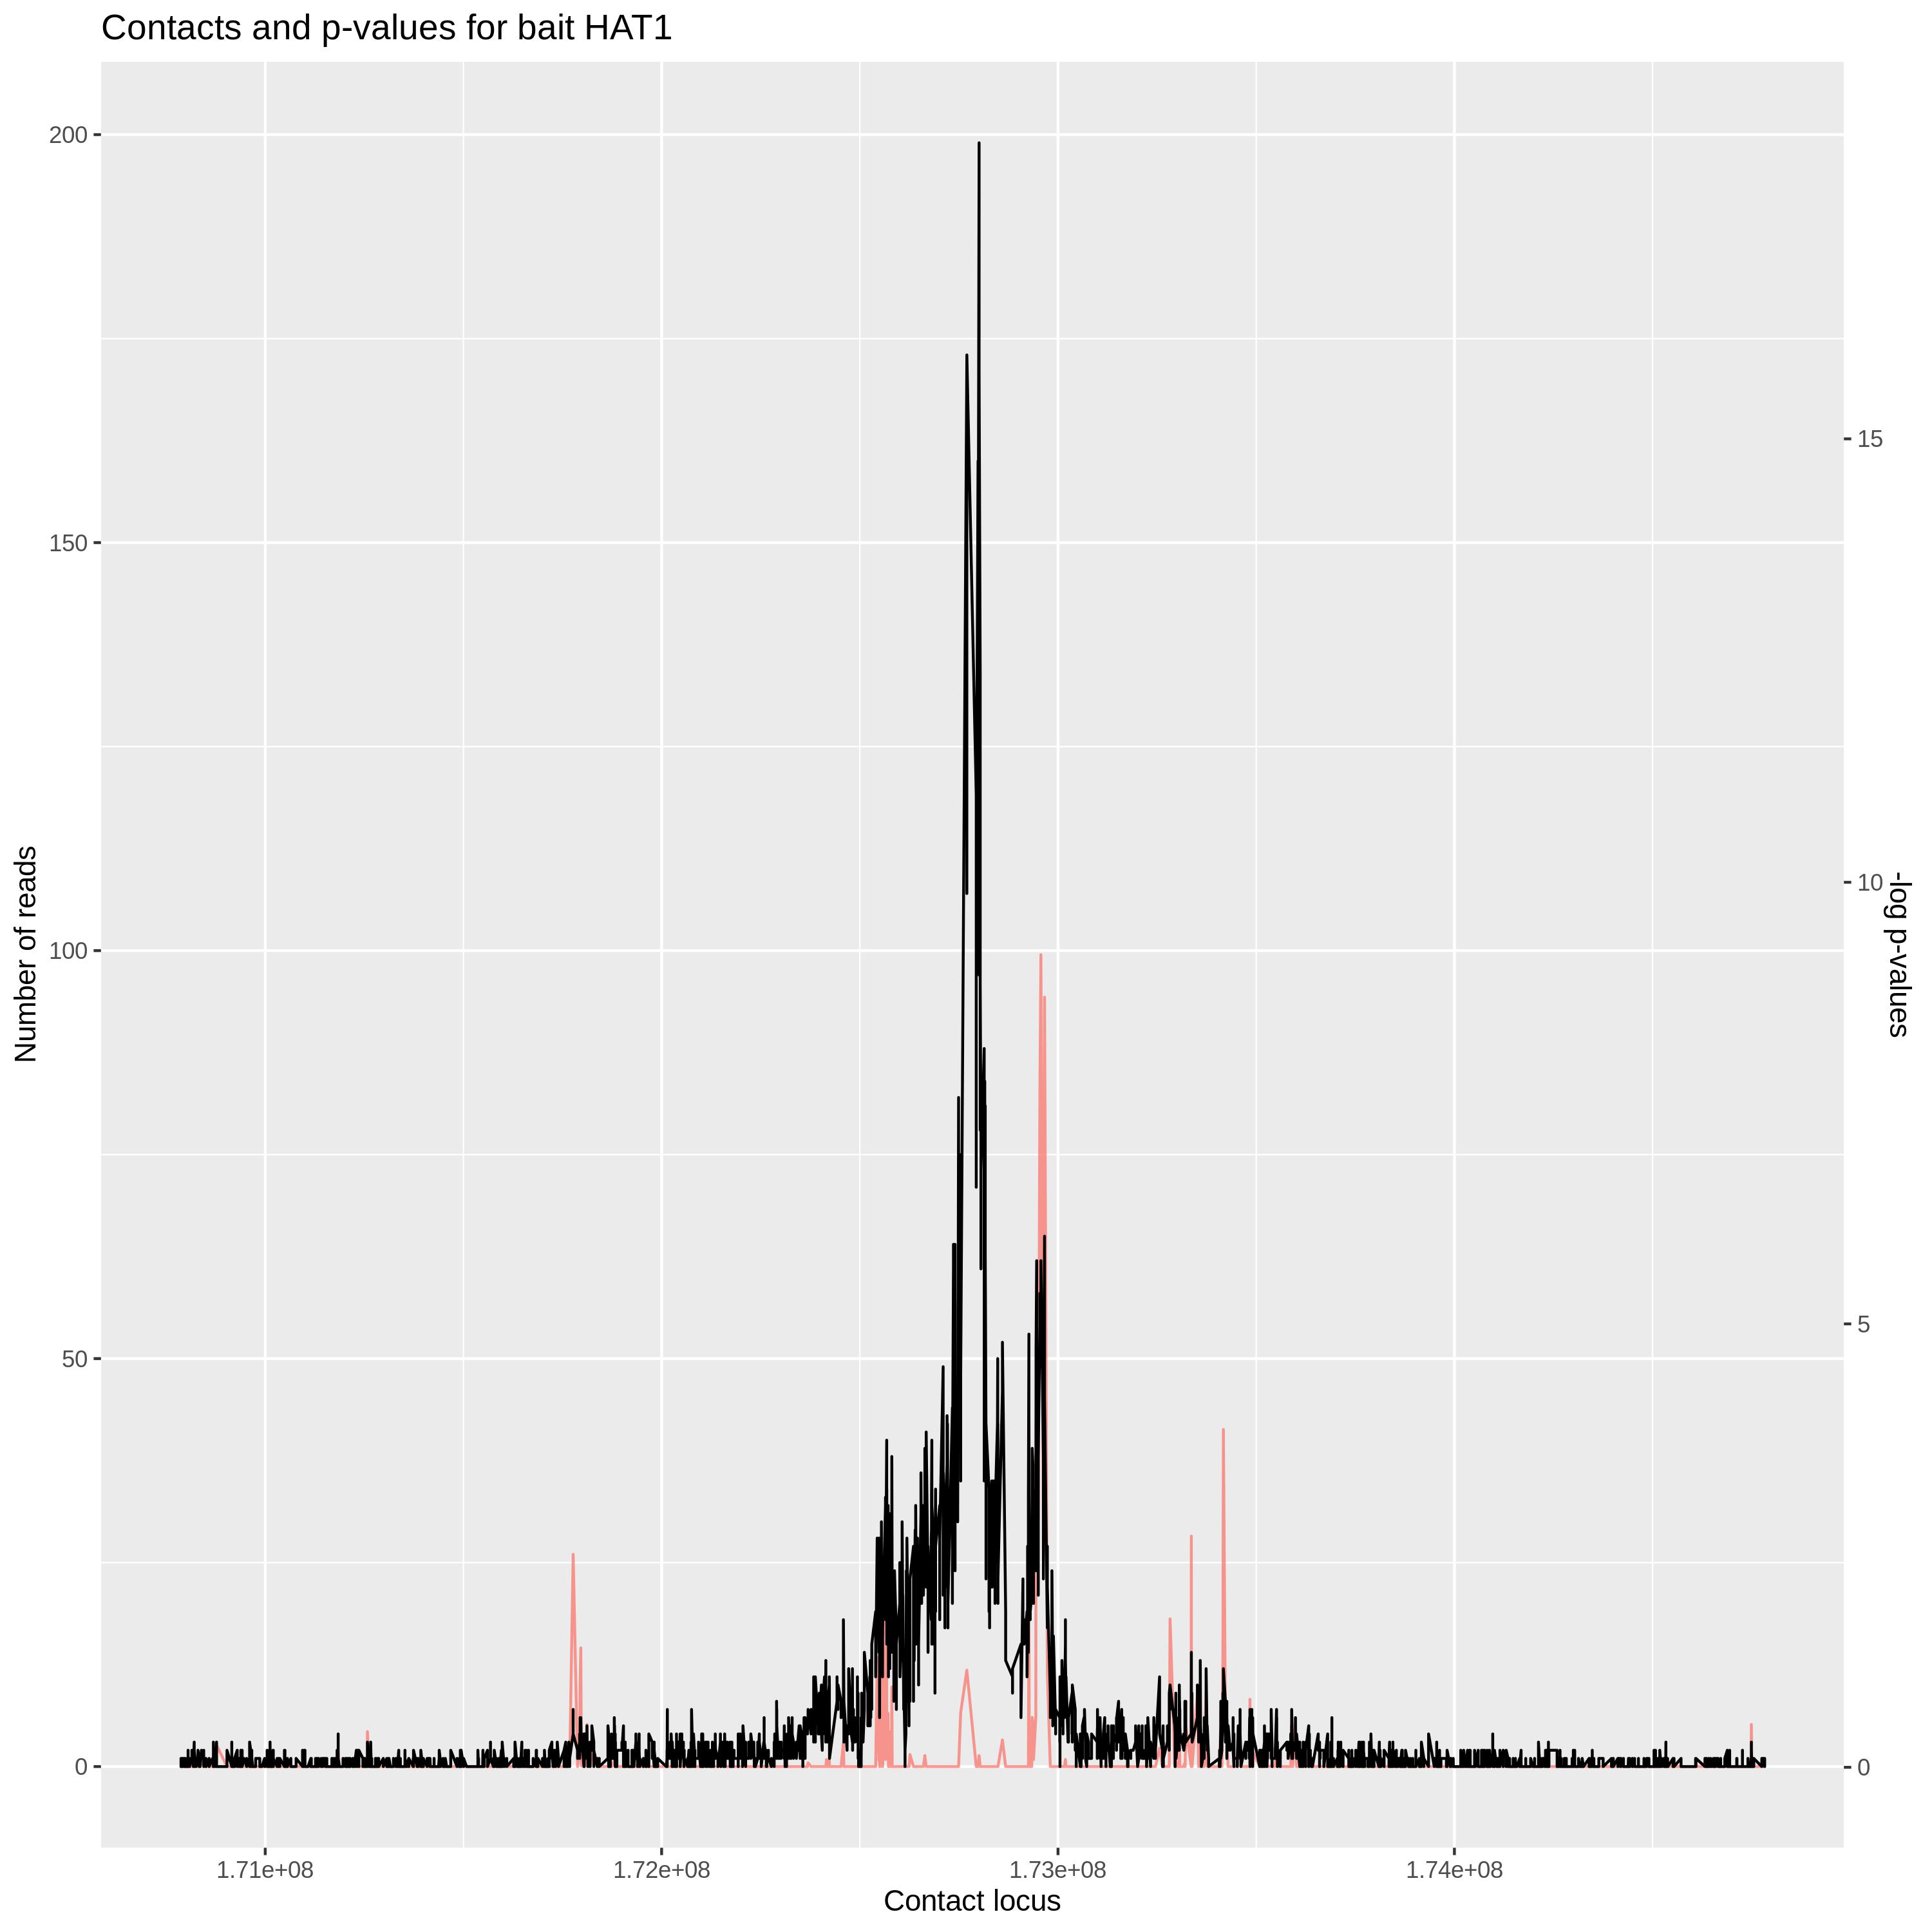 Contacts and p-values for bait HAT1
200
150
100
50
0
Number of reads
15
10
5
0
-log p-values
1.71e+08
1.72e+08
1.73e+08
1.74e+08
Contact locus